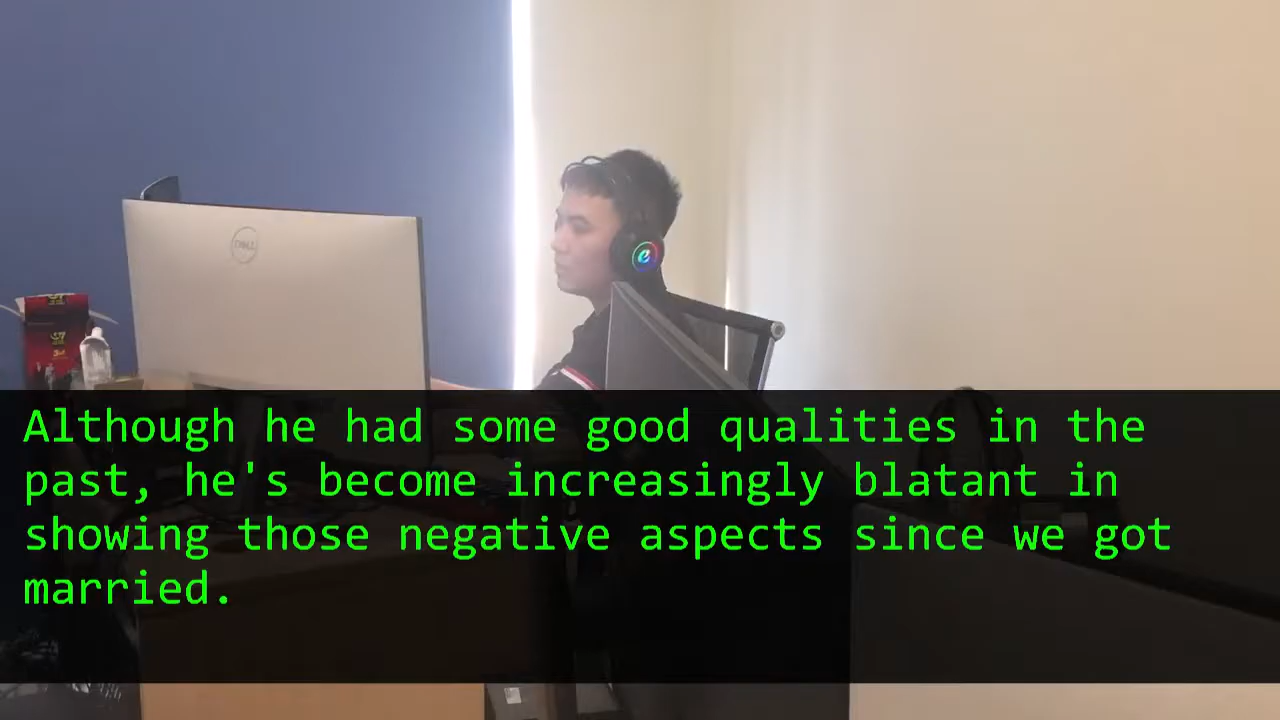 DELL
Although he had some good qualities in the
past, he's become increasingly blatant in
showing those negative aspects since we got
married.